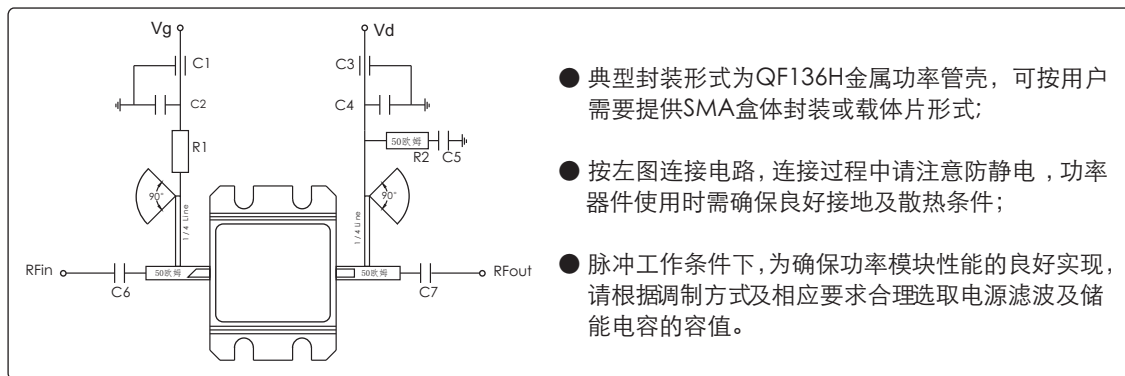 Vg
Vd
C1
C3
C2
C4
R1
50欧姆
R2
C5
90°
90°
1/4 Line
1/4 Line
RFin
50欧姆
50欧姆
RFout
C6
C7
● 典型封装形式为QF136H金属功率管壳，可按用户
需要提供SMA盒体封装或载体片形式;
● 按左图连接电路，连接过程中请注意防静电，功率
器件使用时需确保良好接地及散热条件；
● 脉冲工作条件下，为确保功率模块性能的良好实现，
请根据调制方式及相应要求合理选取电源滤波及储
能电容的容值。